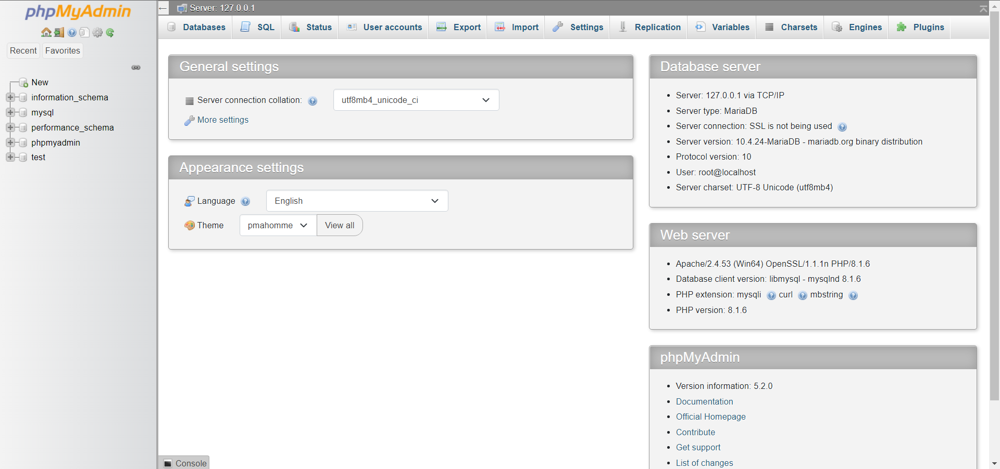 phpMyAdmin
Recent Favorites
New
information_schema
mysql
performance_schema
phpmyadmin
test
Server: 127.0.0.1
Databases SQL Status User accounts Export Import Settings Replication Variables Charsets Engines Plugins
General settings
Server connection collation: utf8mb4_unicode_ci
More settings
Appearance settings
Language English
Theme pmahomme View all
Database server
Server: 127.0.0.1 via TCP/IP
Server type: MariaDB
Server connection: SSL is not being used
Server version: 10.4.24-MariaDB - mariadb.org binary distribution
Protocol version: 10
User: root@localhost
Server charset: UTF-8 Unicode (utf8mb4)
Web server
Apache/2.4.53 (Win64) OpenSSL/1.1.1n PHP/8.1.6
Database client version: libmysql - mysqlnd 8.1.6
PHP extension: mysqli curl mbstring
PHP version: 8.1.6
phpMyAdmin
Version information: 5.2.0
Documentation
Official Homepage
Contribute
Get support
List of changes
Console